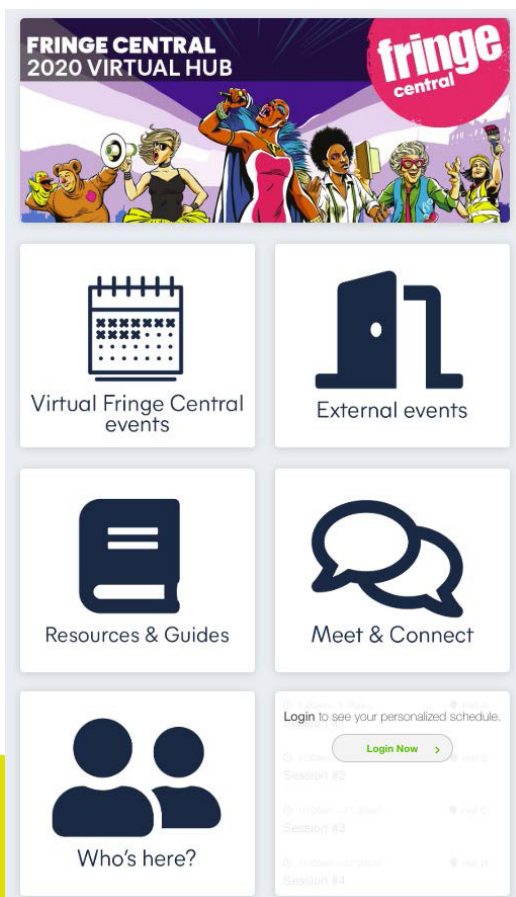 FRINGE CENTRAL
2020 VIRTUAL HUB
fringe
central
Virtual Fringe Central
events
External events
Resources & Guides
Meet & Connect
Who's here?
Login to see your personalized schedule.
Login Now
Session #2
Session #3
Session #4